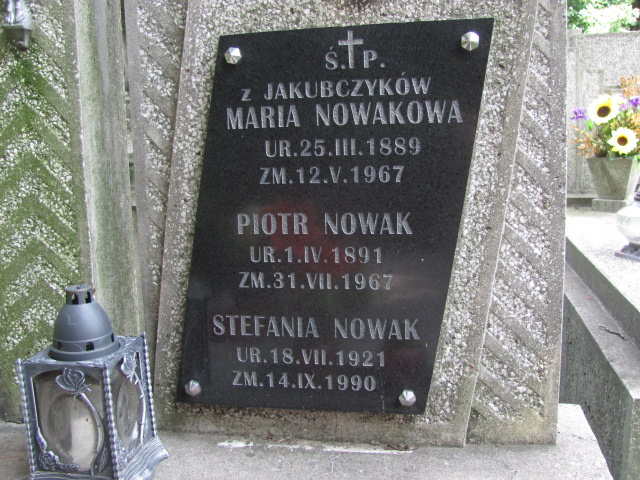 Ś.†P.
Z JAKUBCZYKÓW
MARIA NOWAKOWA
UR.25.III.1889
ZM.12.V.1967
PIOTR NOWAK
UR.1.IV.1891
ZM.31.VII.1967
STEFANIA NOWAK
UR.18.VII.1921
ZM.14.IX.1990